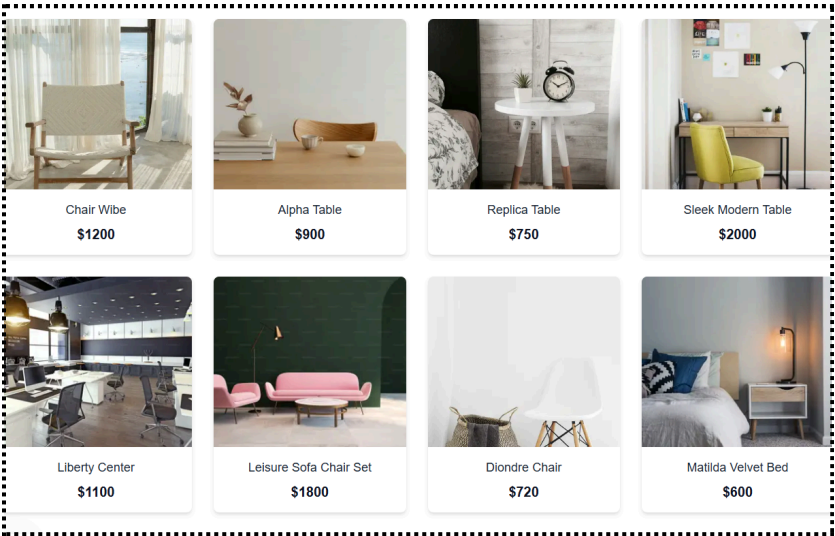 Chair Wibe
$1200
Alpha Table
$900
Replica Table
$750
Sleek Modern Table
$2000
Liberty Center
$1100
Leisure Sofa Chair Set
$1800
Diondre Chair
$720
Matilda Velvet Bed
$600